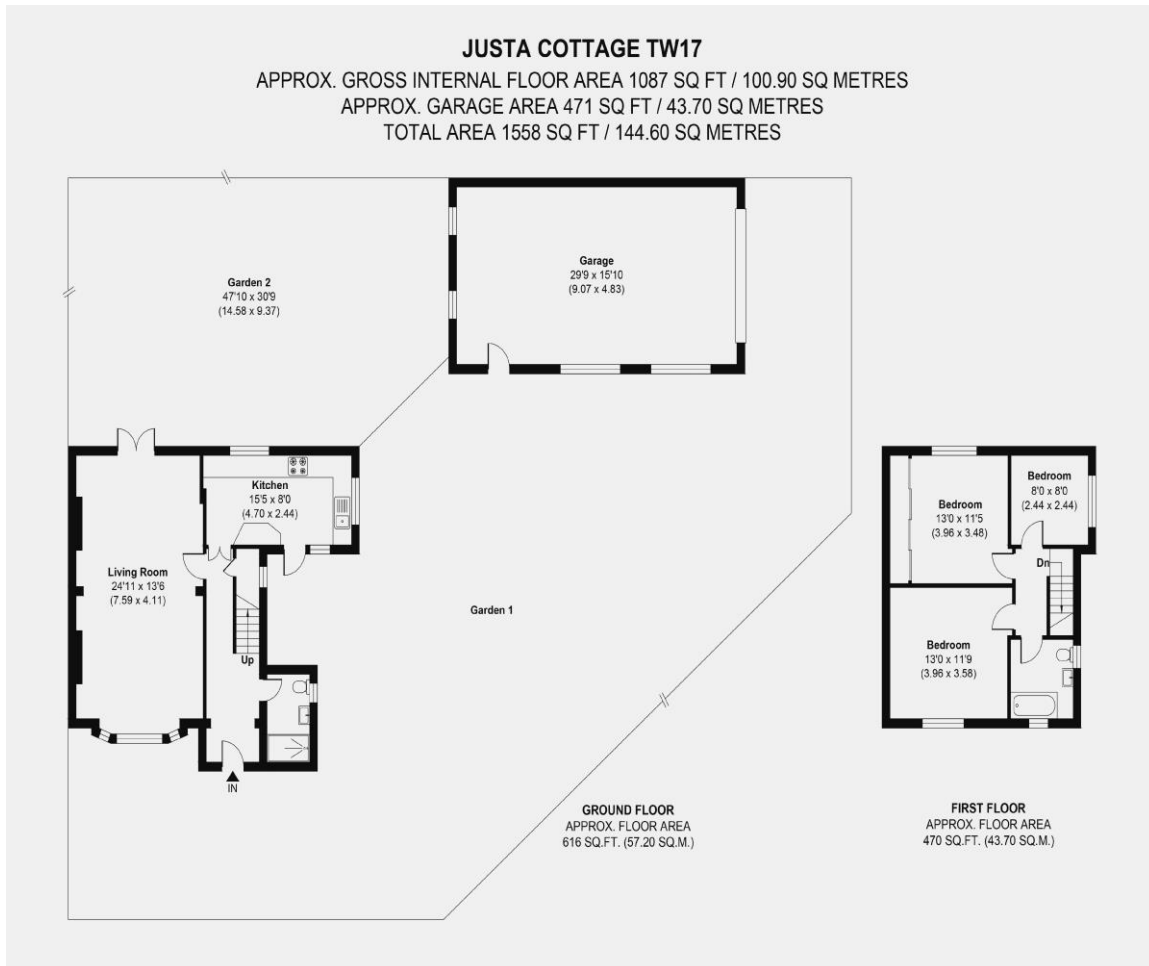 JUSTA COTTAGE TW17
APPROX. GROSS INTERNAL FLOOR AREA 1087 SQ FT / 100.90 SQ METRES
APPROX. GARAGE AREA 471 SQ FT / 43.70 SQ METRES
TOTAL AREA 1558 SQ FT / 144.60 SQ METRES
Garage
29'9 x 15'10
(9.07 x 4.83)
Garden 2
47'10 x 30'9
(14.58 x 9.37)
Kitchen
15'5 x 8'0
(4.70 x 2.44)
Living Room
24'11 x 13'6
(7.59 x 4.11)
Garden 1
Up
IN
Bedroom
8'0 x 8'0
(2.44 x 2.44)
Bedroom
13'0 x 11'5
(3.96 x 3.48)
Dn
Bedroom
13'0 x 11'9
(3.96 x 3.58)
GROUND FLOOR
APPROX. FLOOR AREA
616 SQ.FT. (57.20 SQ.M.)
FIRST FLOOR
APPROX. FLOOR AREA
470 SQ.FT. (43.70 SQ.M.)